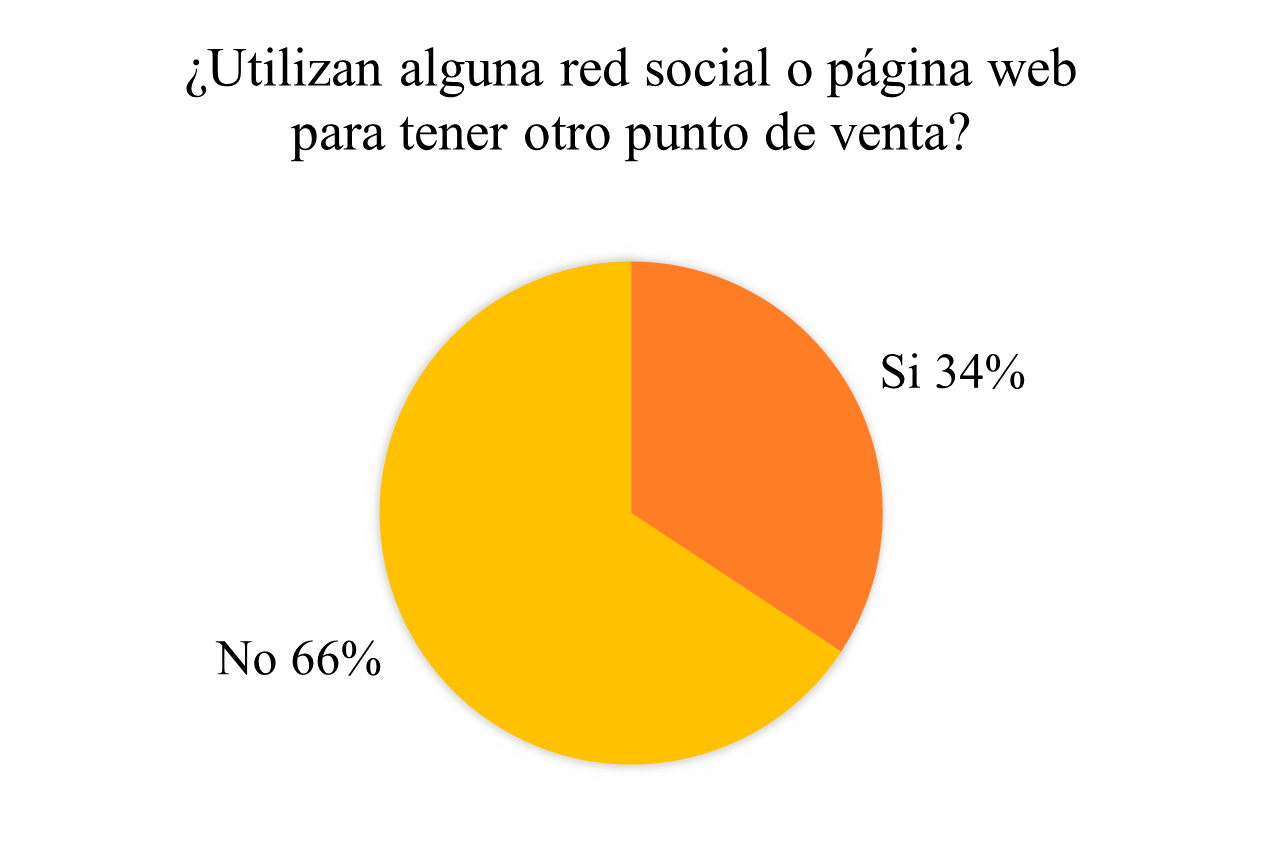 ¿Utilizan alguna red social o página web
para tener otro punto de venta?
Si 34%
No 66%